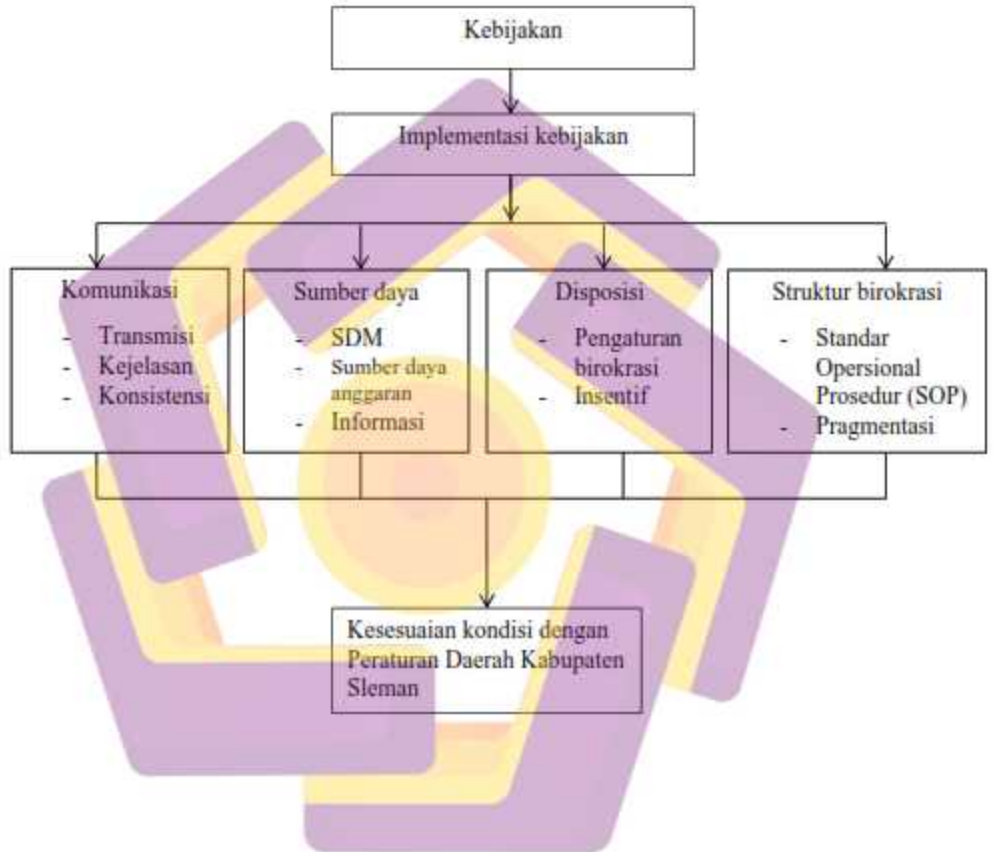 Kebijakan
Implementasi kebijakan
Komunikasi
- Transmisi
- Kejelasan
- Konsistensi
Sumber daya
- SDM
- Sumber daya
anggaran
- Informasi
Disposisi
- Pengaturan
birokrasi
- Insentif
Struktur birokrasi
- Standar
Opersional
Prosedur (SOP)
- Pragmentasi
Kesesuaian kondisi dengan
Peraturan Daerah Kabupaten
Sleman